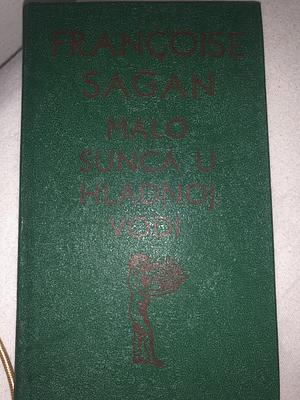 FRANÇOISE
SAGAN
MALO
SUNCA U
HLADNOJ
VODI